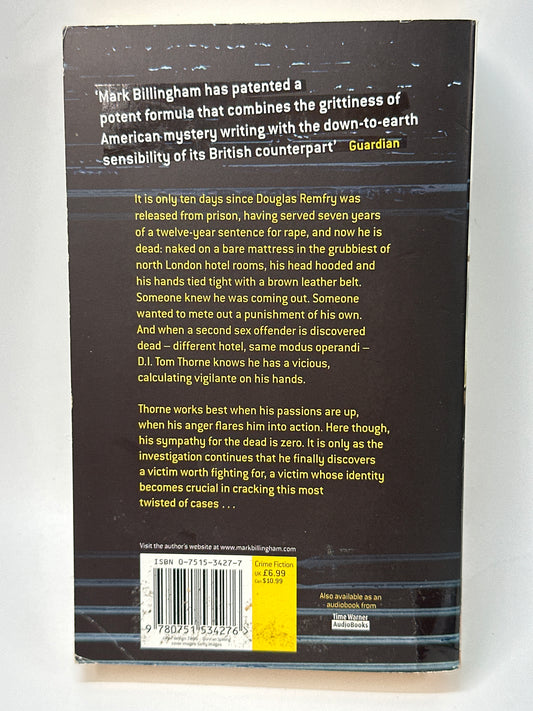 'Mark Billingham has patented a
potent formula that combines the grittiness of
American mystery writing with the down-to-earth
sensibility of its British counterpart' Guardian
It is only ten days since Douglas Remfry was
released from prison, having served seven years
of a twelve-year sentence for rape, and now he is
dead: naked on a bare mattress in the grubbiest of
north London hotel rooms, his head hooded and
his hands tied tight with a brown leather belt.
Someone knew he was coming out. Someone
wanted to mete out a punishment of his own.
And when a second sex offender is discovered
dead – different hotel, same modus operandi –
D.I. Tom Thorne knows he has a vicious,
calculating vigilante on his hands.
Thorne works best when his passions are up,
when his anger flares him into action. Here though,
his sympathy for the dead is zero. It is only as the
investigation continues that he finally discovers
a victim worth fighting for, a victim whose identity
becomes crucial in cracking this most
twisted of cases . . .
Visit the author's website at www.markbillingham.com
ISBN 0-7515-3427-7
9 780751 534276
Crime Fiction
UK £6.99
Can $10.99
Also available as an
audiobook from
Time Warner
AudioBooks
cover images Getty Images